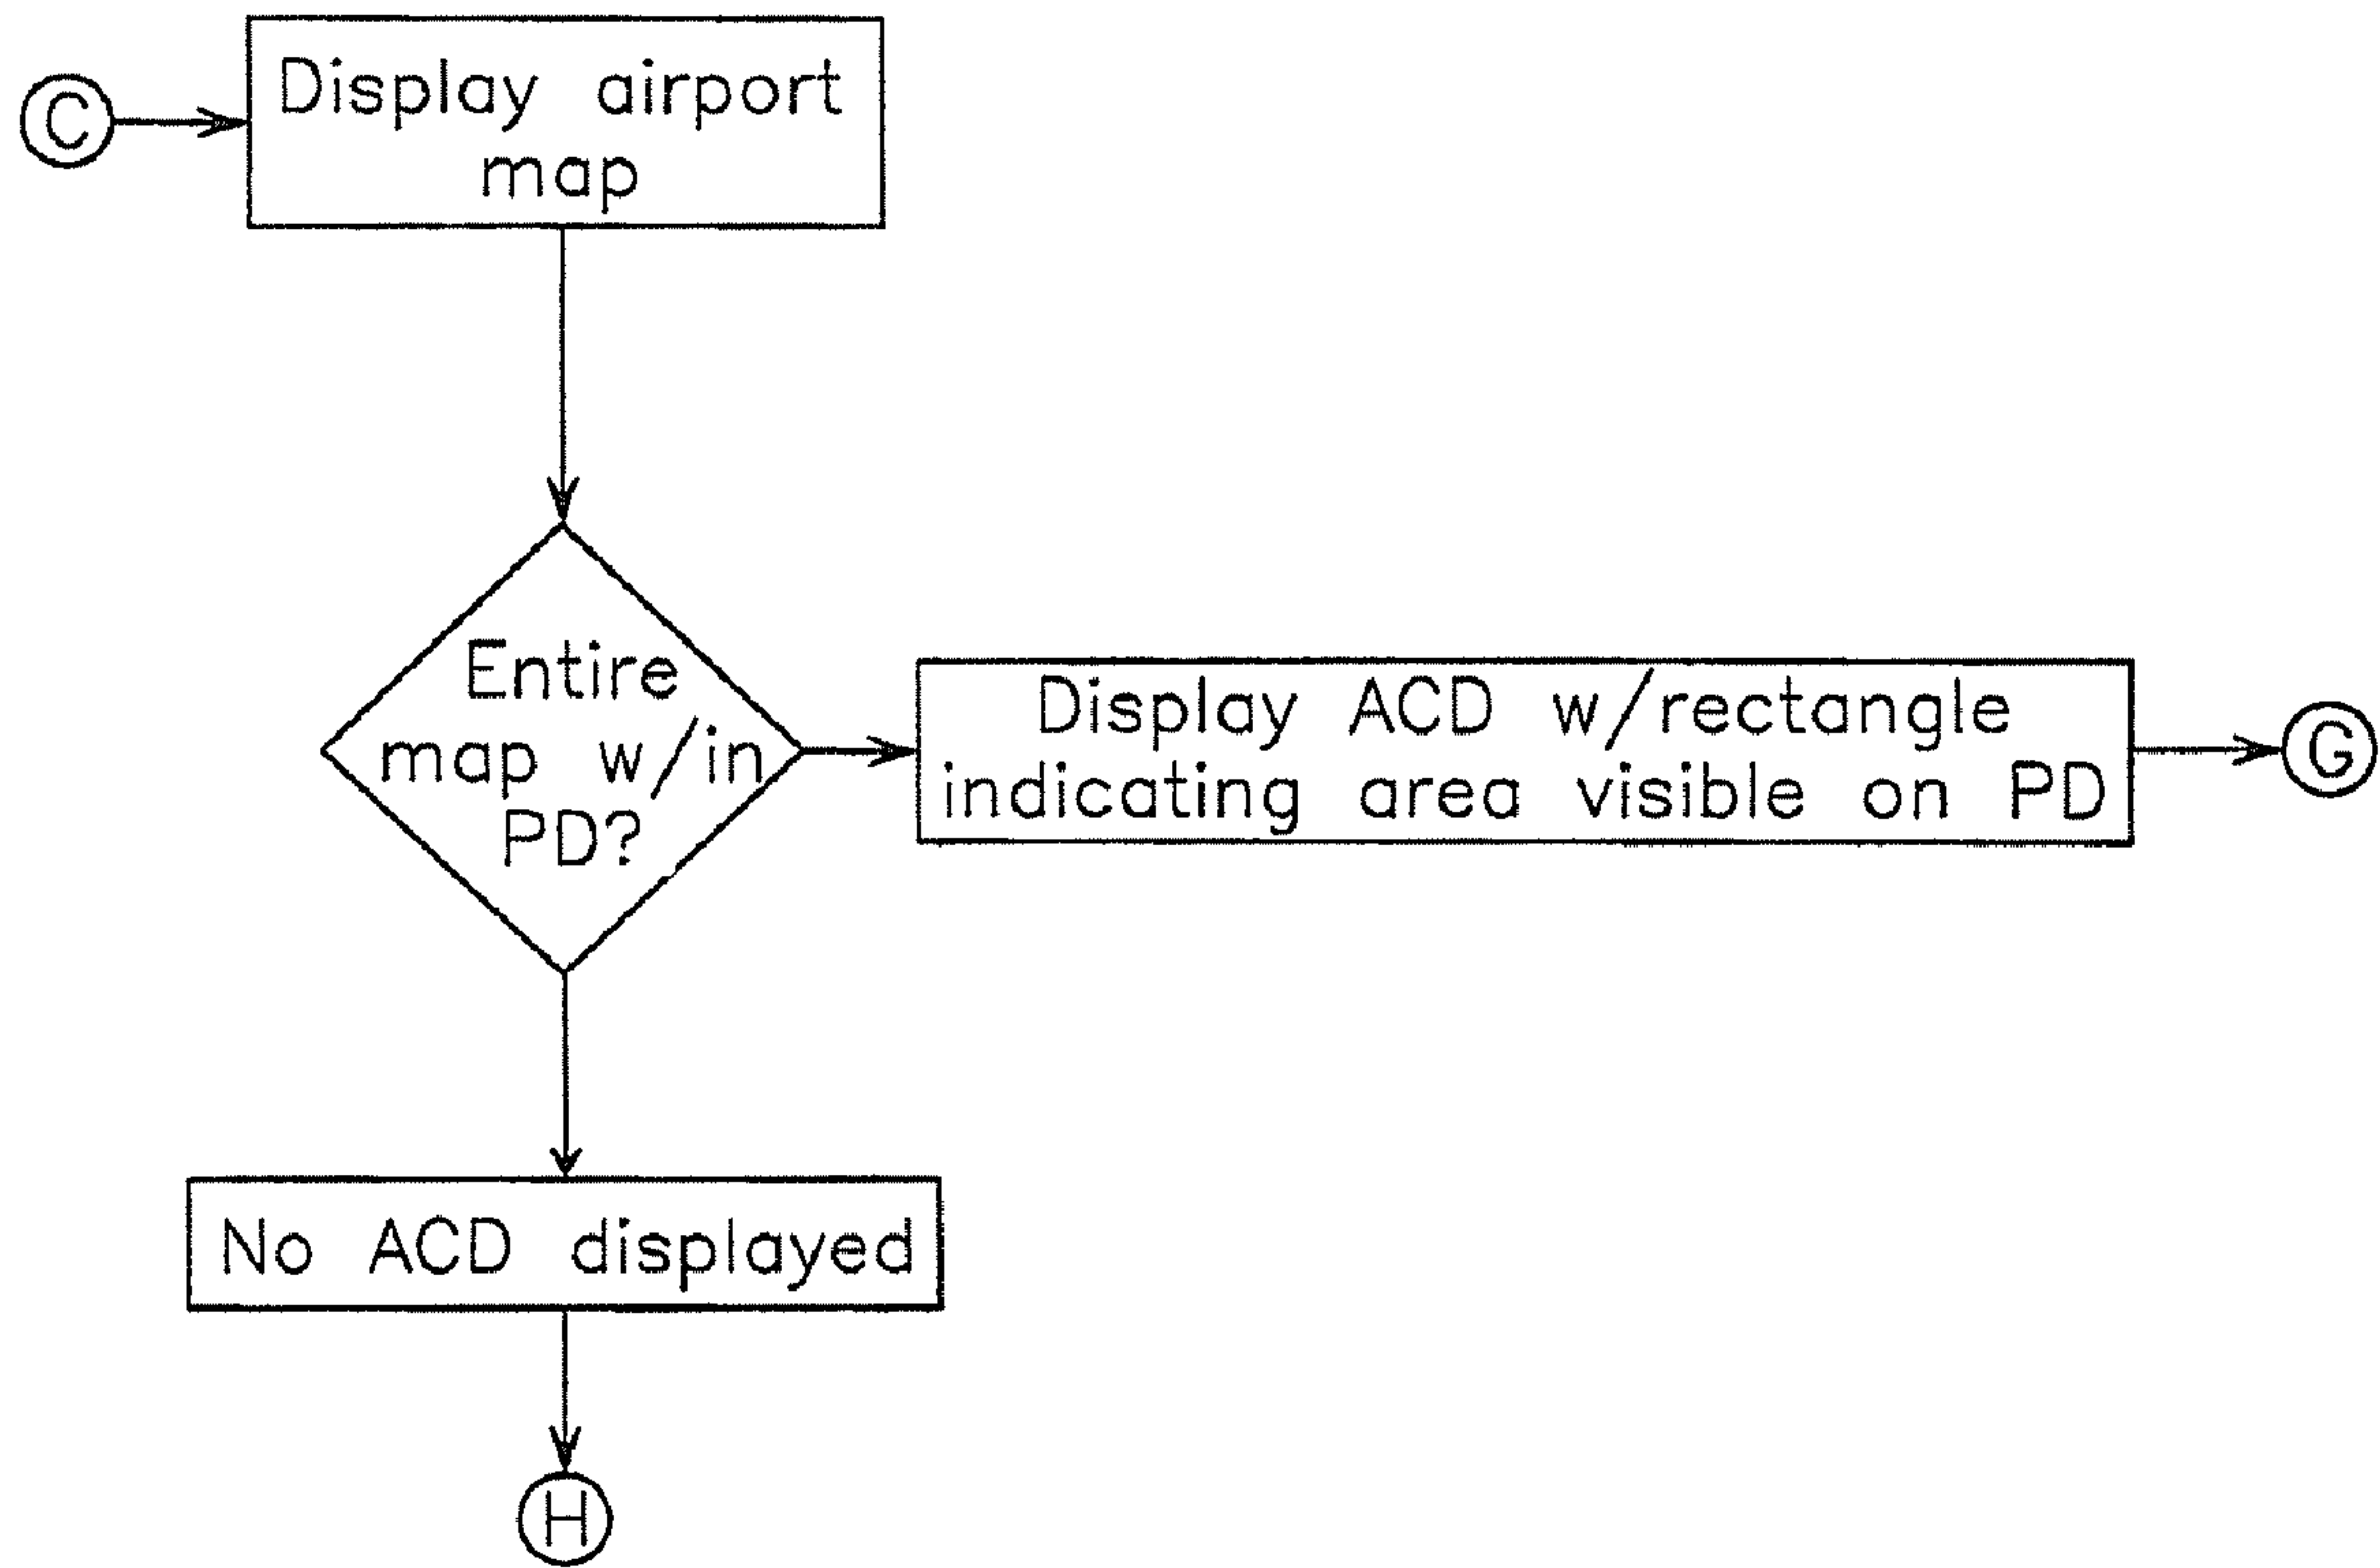 C
Display airport
map
Entire
map w/in
PD?
Display ACD w/rectangle
indicating area visible on PD
G
No ACD displayed
H